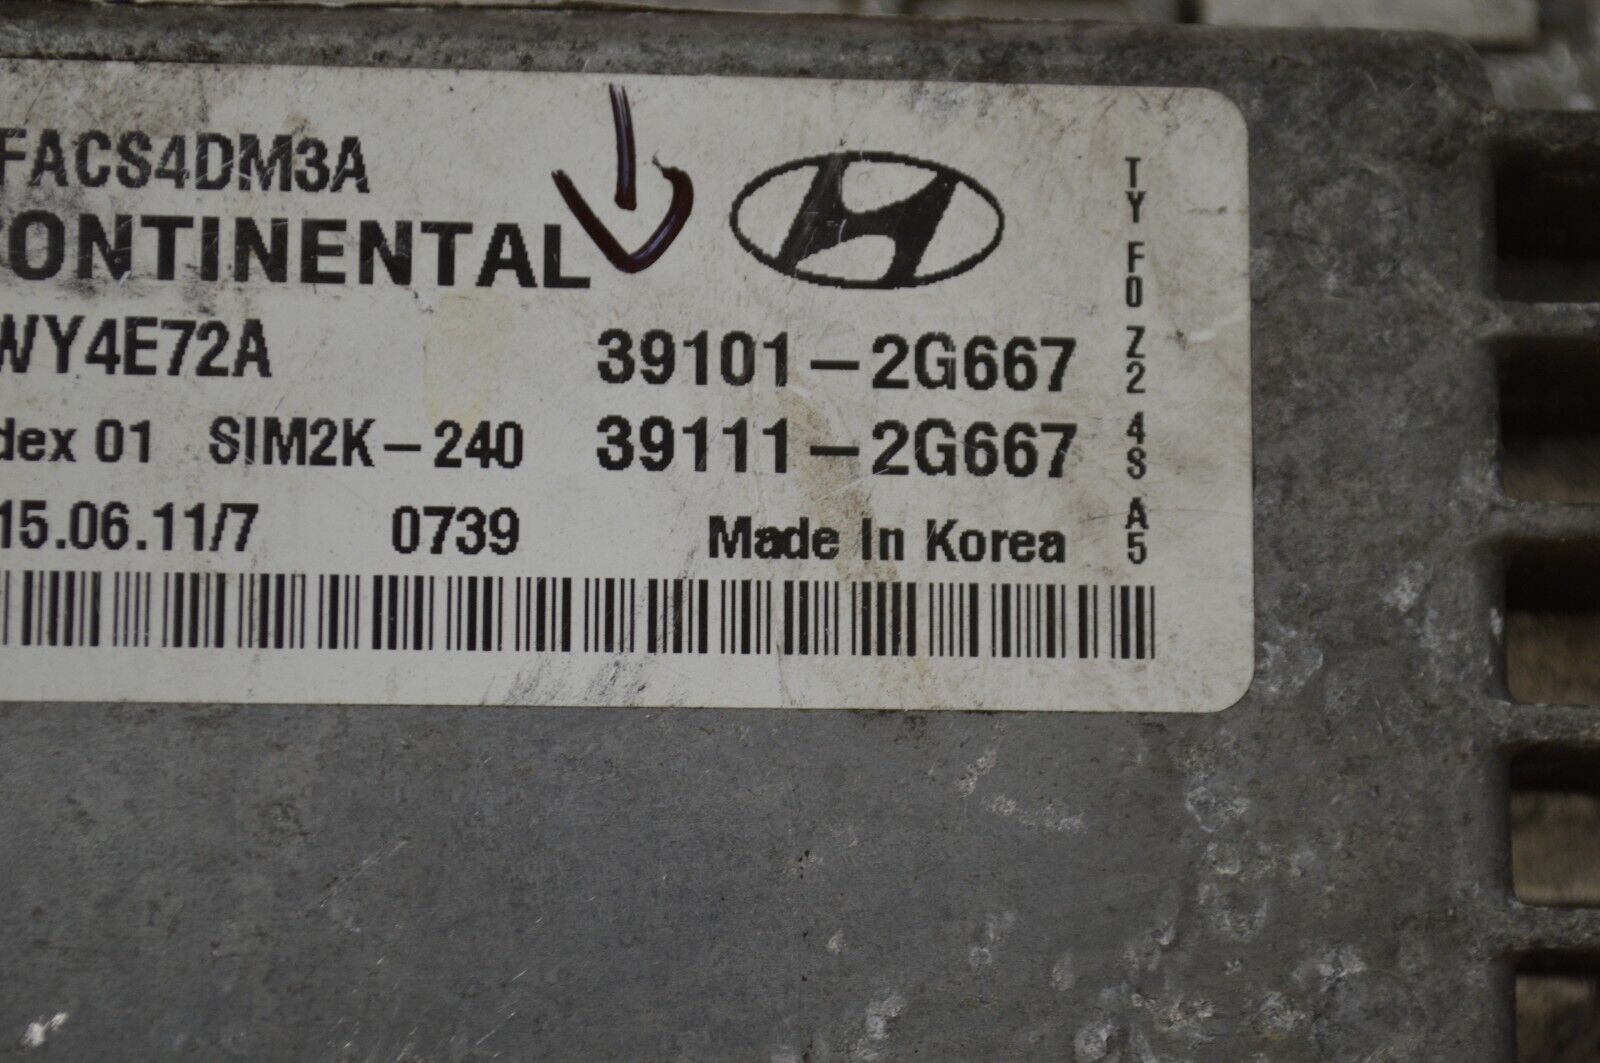 FACS4DM3A
CONTINENTAL
WY4E72A
39101-2G667
dex 01 SIM2K-240
39111-2G667
15.06.11/7 0739 Made In Korea
TY F0 Z2 4S A5